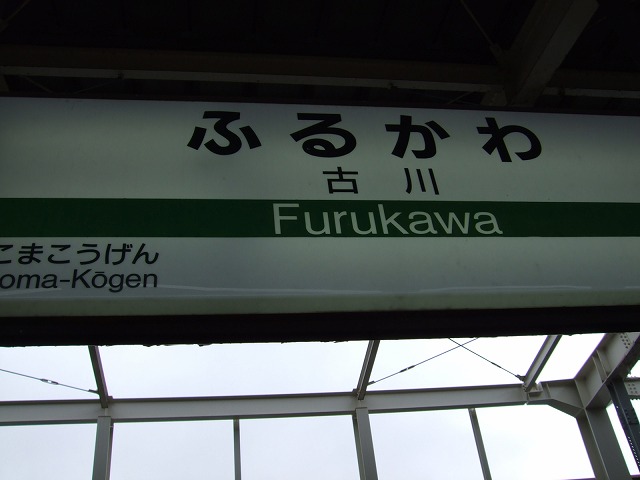 ふるかわ
古川
Furukawa
こまこうげん
oma-Kōgen